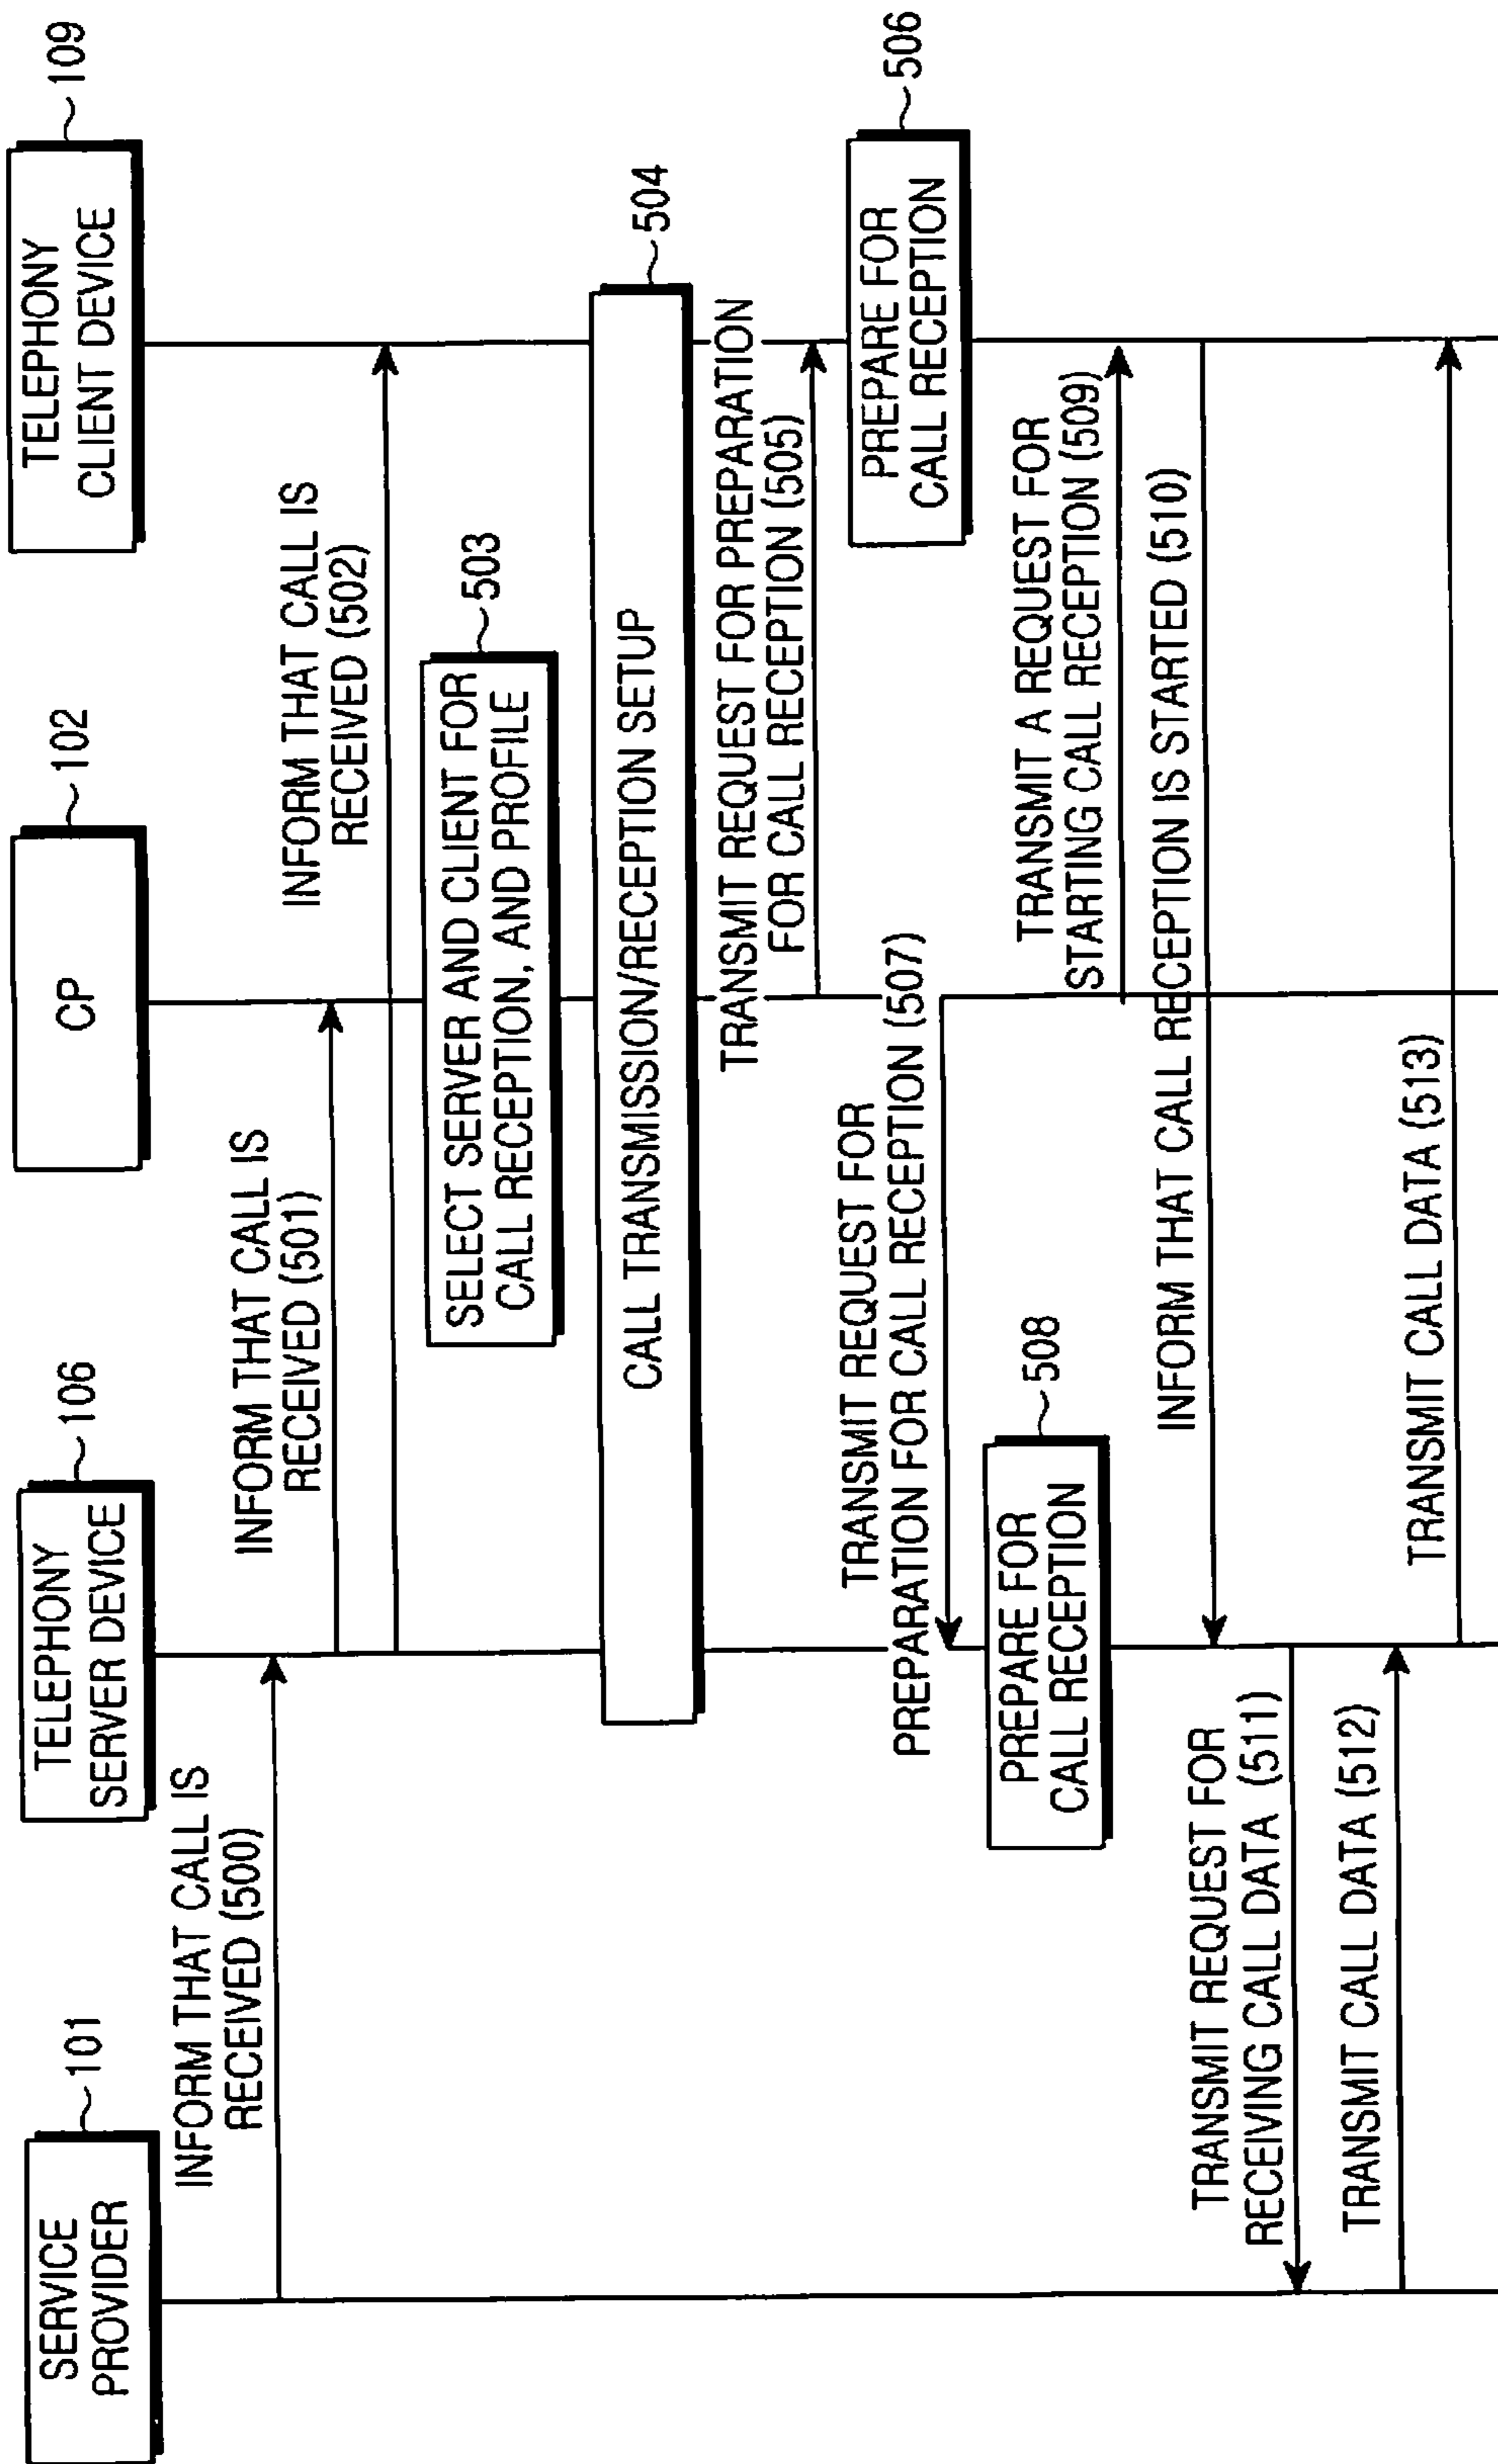 SERVICE
PROVIDER
101
TELEPHONY
SERVER DEVICE
106
CP
102
TELEPHONY
CLIENT DEVICE
109
INFORM THAT CALL IS
RECEIVED (500)
INFORM THAT CALL IS
RECEIVED (501)
INFORM THAT CALL IS
RECEIVED (502)
SELECT SERVER AND CLIENT FOR
CALL RECEPTION, AND PROFILE
503
CALL TRANSMISSION/RECEPTION SETUP
504
TRANSMIT REQUEST FOR PREPARATION
FOR CALL RECEPTION (505)
PREPARE FOR
CALL RECEPTION
506
TRANSMIT REQUEST FOR
PREPARATION FOR CALL RECEPTION (507)
PREPARE FOR
CALL RECEPTION
508
TRANSMIT A REQUEST FOR
STARTING CALL RECEPTION (509)
INFORM THAT CALL RECEPTION IS STARTED (510)
TRANSMIT REQUEST FOR
RECEIVING CALL DATA (511)
TRANSMIT CALL DATA (512)
TRANSMIT CALL DATA (513)